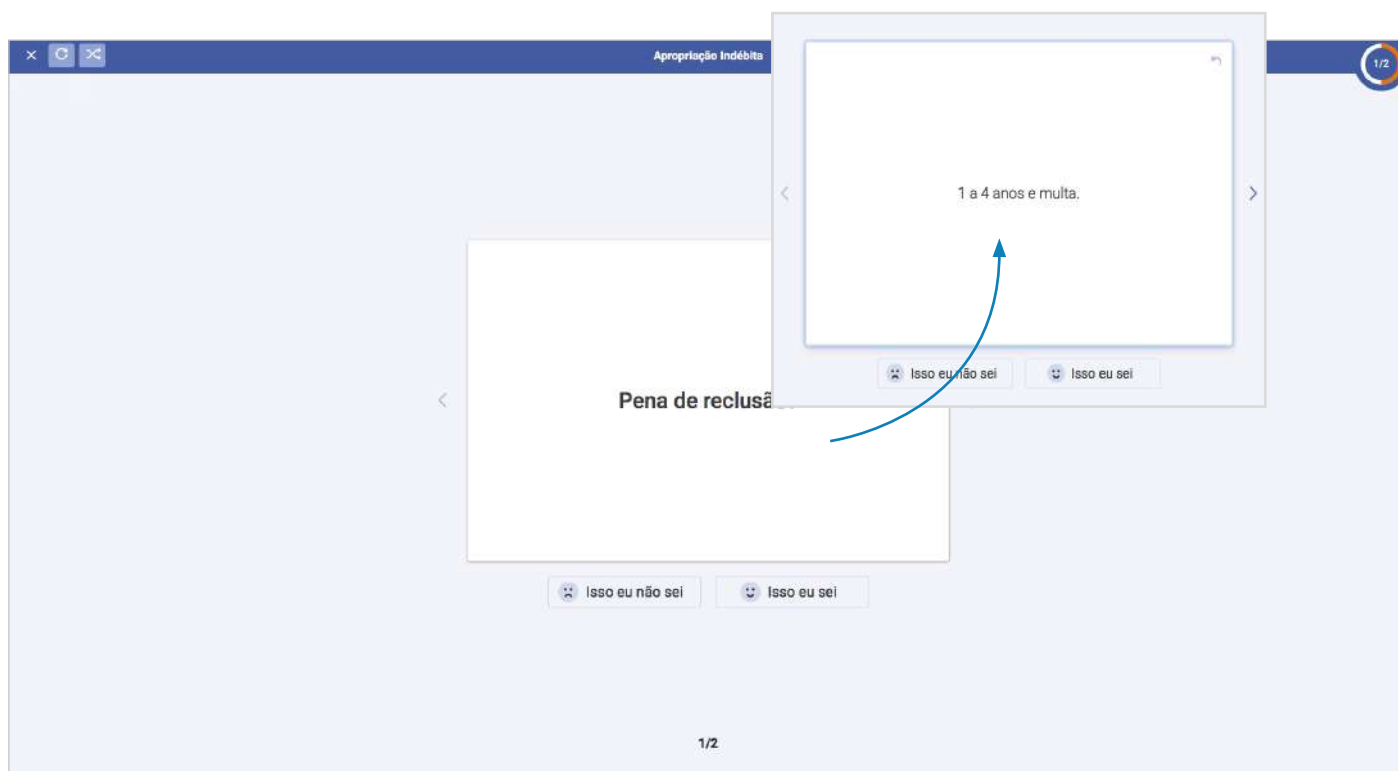 Apropriação Indébita
1/2
1 a 4 anos e multa.
Isso eu não sei
Isso eu sei
Pena de reclusã
Isso eu não sei
Isso eu sei
1/2